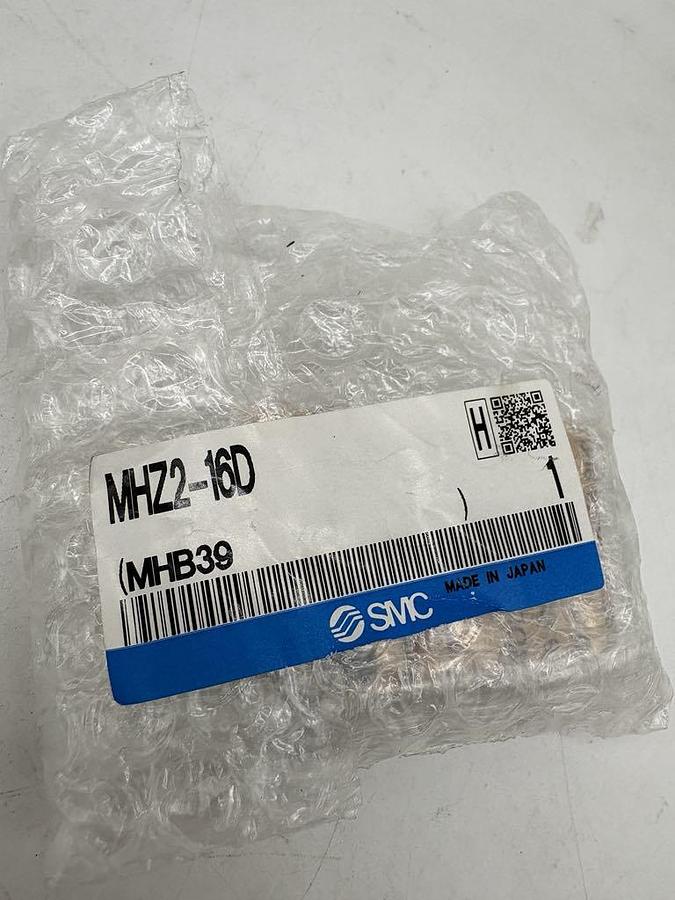 H
MHZ2-16D
1
(MHB39 )
SMC MADE IN JAPAN